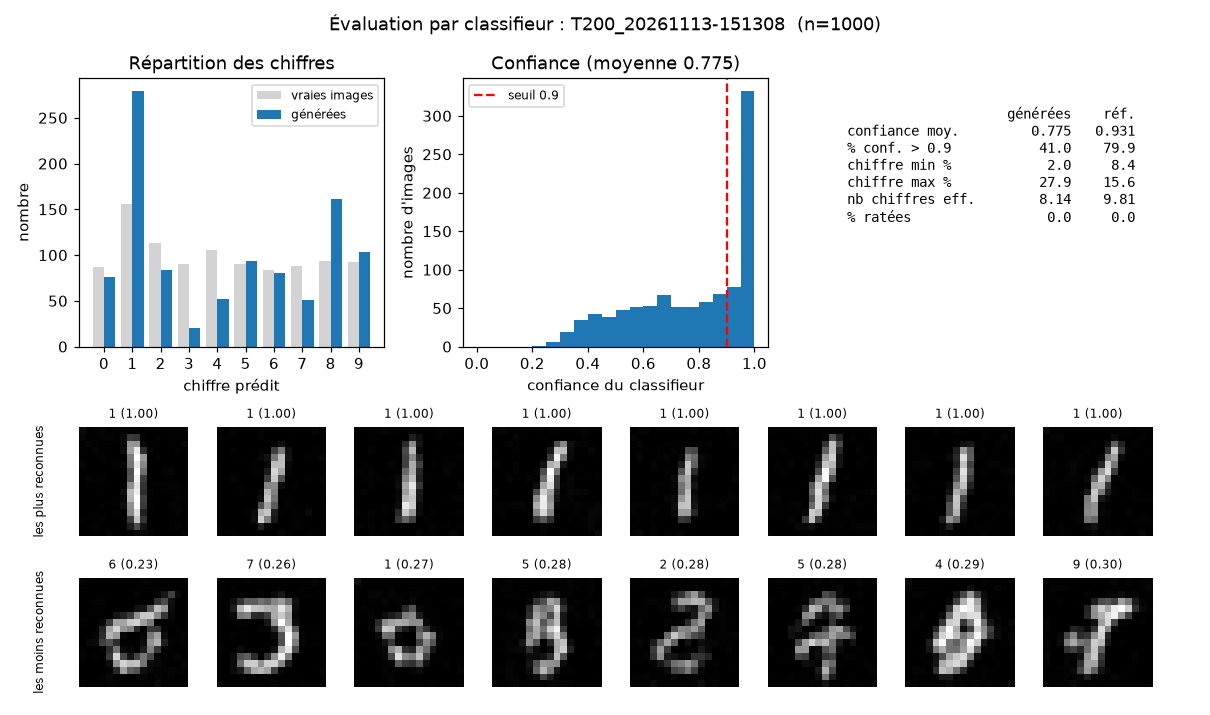 Évaluation par classifieur : T200_20261113-151308  (n=1000)
Répartition des chiffres
nombre
0 50 100 150 200 250
vraies images
générées
0 1 2 3 4 5 6 7 8 9
chiffre prédit
Confiance (moyenne 0.775)
nombre d'images
0 50 100 150 200 250 300
seuil 0.9
0.0 0.2 0.4 0.6 0.8 1.0
confiance du classifieur
générées réf.
confiance moy. 0.775 0.931
% conf. > 0.9 41.0 79.9
chiffre min % 2.0 8.4
chiffre max % 27.9 15.6
nb chiffres eff. 8.14 9.81
% ratées 0.0 0.0
les plus reconnues
1 (1.00) 1 (1.00) 1 (1.00) 1 (1.00) 1 (1.00) 1 (1.00) 1 (1.00) 1 (1.00)
les moins reconnues
6 (0.23) 7 (0.26) 1 (0.27) 5 (0.28) 2 (0.28) 5 (0.28) 4 (0.29) 9 (0.30)